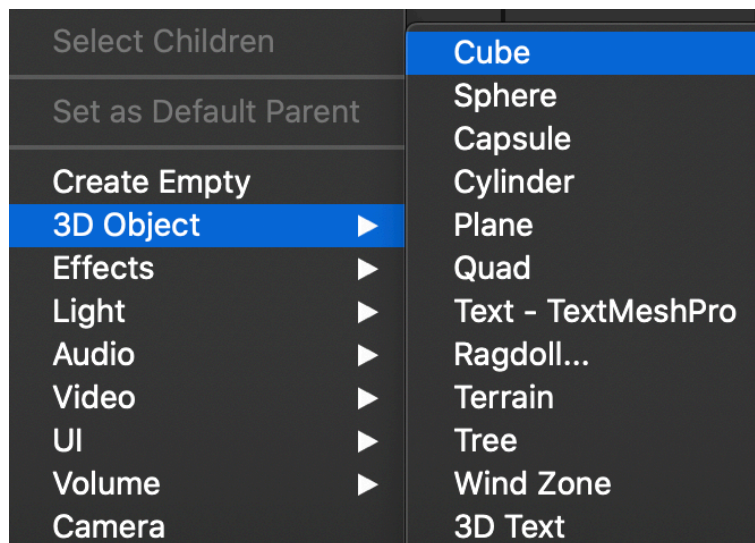 Select Children
Set as Default Parent
Create Empty
3D Object
Effects
Light
Audio
Video
UI
Volume
Camera
Cube
Sphere
Capsule
Cylinder
Plane
Quad
Text - TextMeshPro
Ragdoll...
Terrain
Tree
Wind Zone
3D Text